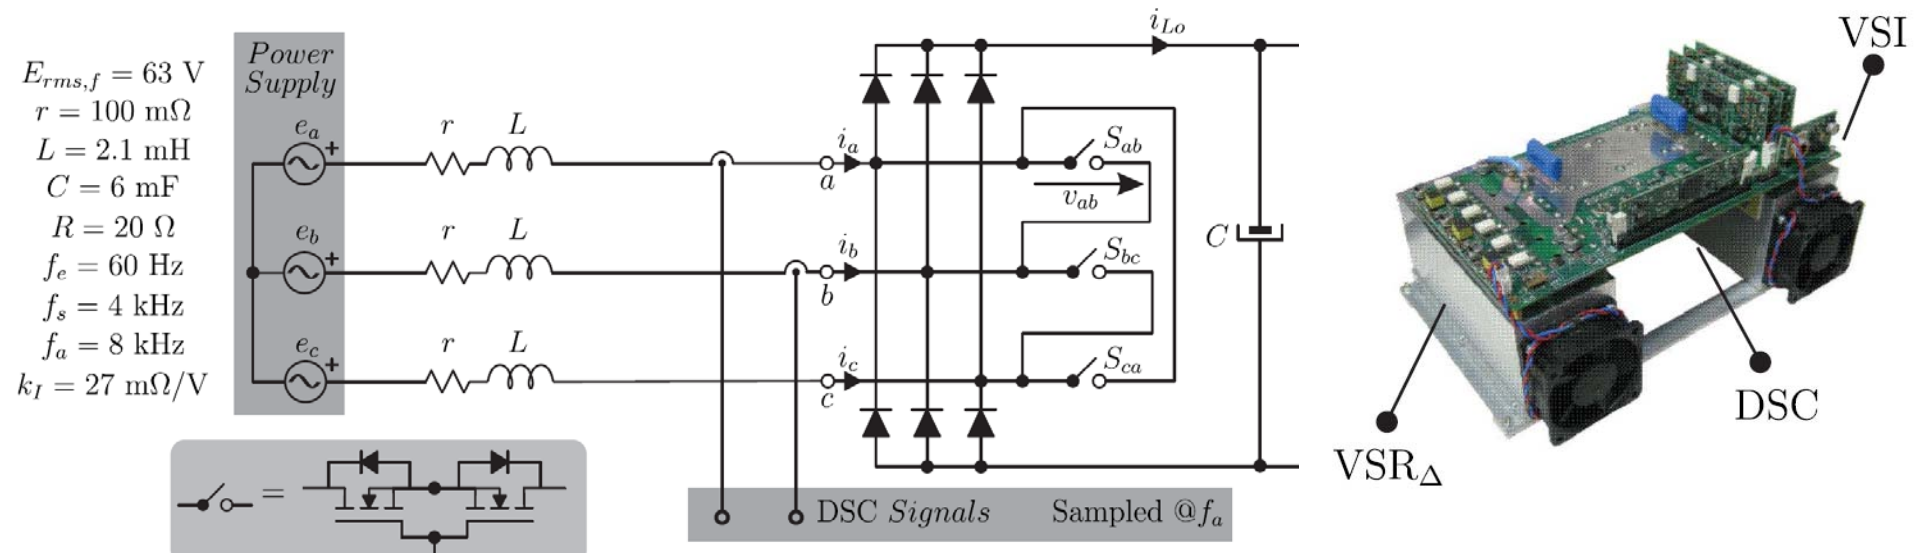 E_{rms,f} = 63 V
r = 100 mΩ
L = 2.1 mH
C = 6 mF
R = 20 Ω
f_e = 60 Hz
f_s = 4 kHz
f_a = 8 kHz
k_I = 27 mΩ/V
Power
Supply
e_a +
r L
i_a
a
S_{ab}
v_{ab}
e_b +
r L
i_b
b
S_{bc}
e_c +
r L
i_c
c
S_{ca}
i_{Lo}
C
=
DSC Signals Sampled @f_a
VSI
DSC
VSR_Δ